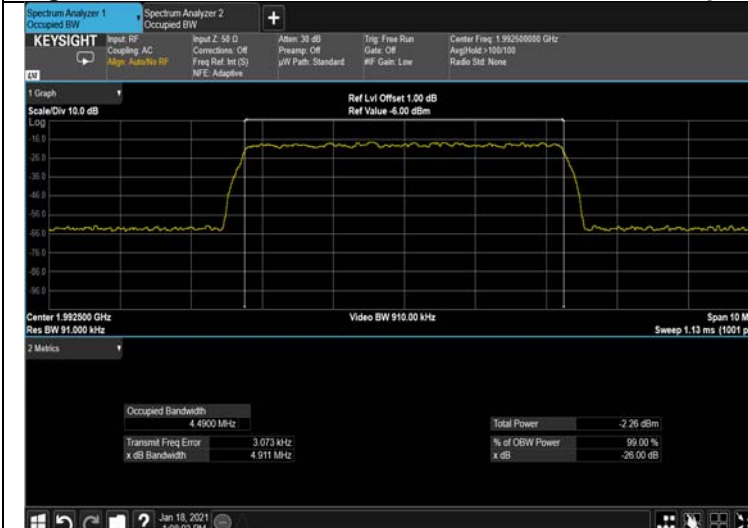 Spectrum Analyzer 1
Occupied BW
Spectrum Analyzer 2
Occupied BW
+
KEYSIGHT
Input: RF
Coupling: AC
Align: Auto/No RF
Input Z: 50 Ω
Corrections: Off
Freq Ref: Int (S)
NFE: Adaptive
Atten: 30 dB
Preamp: Off
µW Path: Standard
Trig: Free Run
Gate: Off
#IF Gain: Low
Center Freq: 1.992500000 GHz
Avg|Hold:>100/100
Radio Std: None
LXI
1 Graph
Scale/Div 10.0 dB
Ref Lvl Offset 1.00 dB
Ref Value -6.00 dBm
Log
-16.0
-26.0
-36.0
-46.0
-56.0
-66.0
-76.0
-86.0
-96.0
Center 1.992500 GHz
Video BW 910.00 kHz
Span 10 M
Res BW 91.000 kHz
Sweep 1.13 ms (1001 p
2 Metrics
Occupied Bandwidth
4.4900 MHz
Total Power -2.26 dBm
Transmit Freq Error 3.073 kHz
% of OBW Power 99.00 %
x dB Bandwidth 4.911 MHz
x dB -26.00 dB
?
Jan 18, 2021